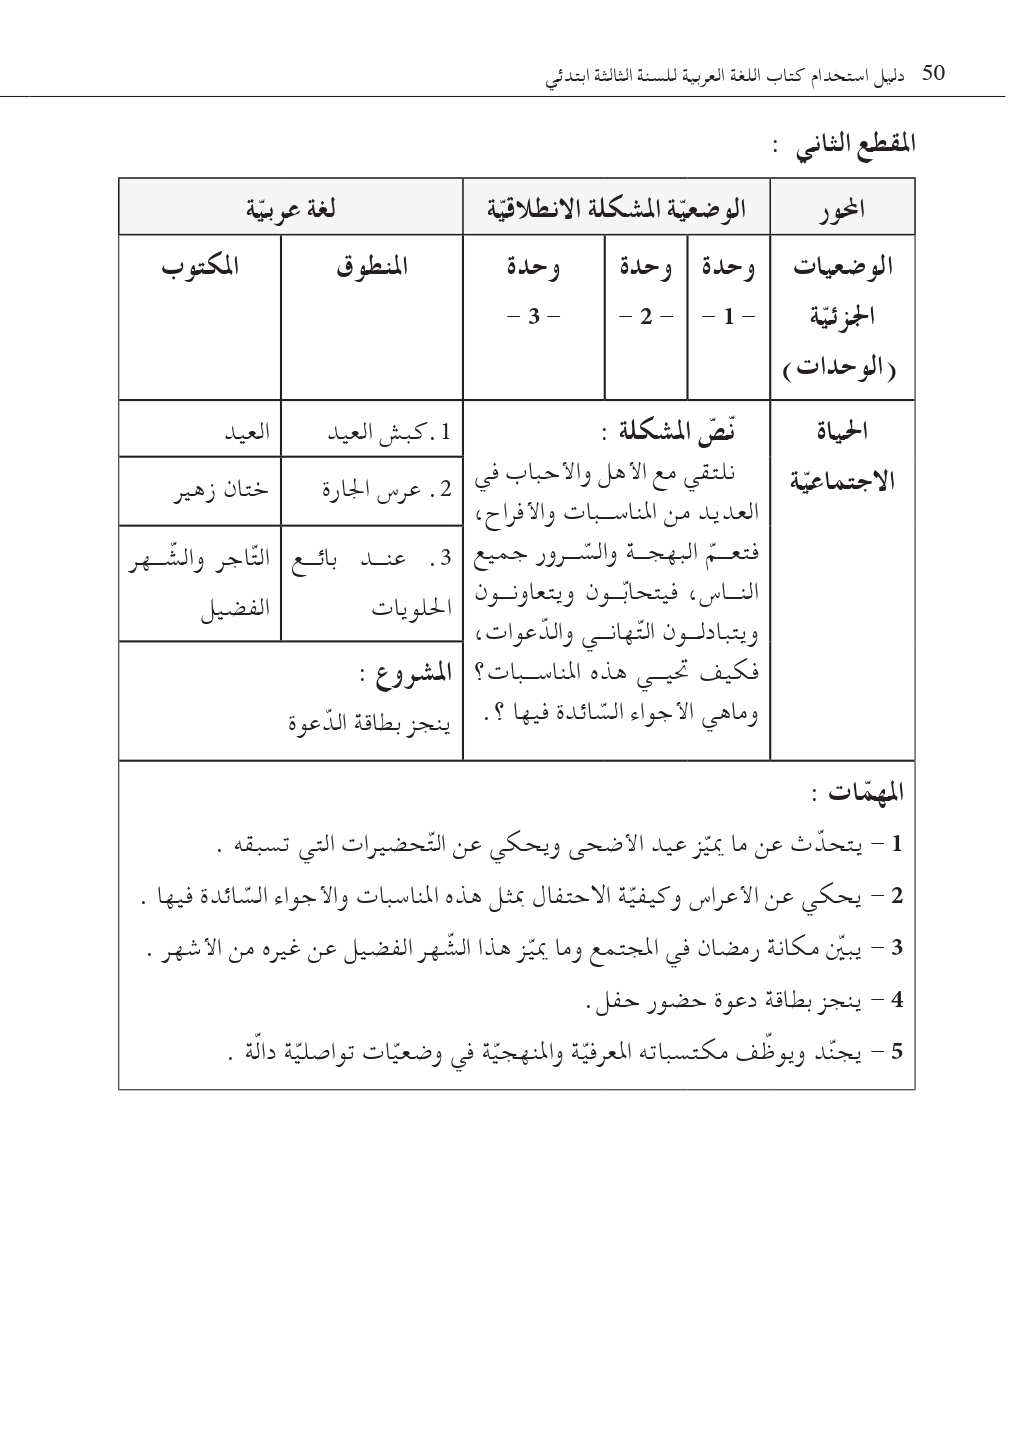 50 دليل استخدام كتاب اللغة العربية للسنة الثالثة ابتدئي
المقطع الثاني :
المحور
الوضعيّة المشكلة الانطلاقيّة
لغة عربيّة
الوضعيات
الجزئيّة
(الوحدات)
وحدة
– 1 –
وحدة
– 2 –
وحدة
– 3 –
المنطوق
المكتوب
الحياة
الاجتماعيّة
نّصّ المشكلة :
نلتقي مع الأهل والأحباب في
العديد من المناسبات والأفراح،
فتعمّ البهجة والسّرور جميع
الناس، فيتحابّون ويتعاونون
ويتبادلون التّهاني والدّعوات،
فكيف تحيي هذه المناسبات؟
وماهي الأجواء السّائدة فيها ؟.
1.كبش العيد
العيد
2. عرس الجارة
ختان زهير
3. عند بائع
الحلويات
التّاجر والشّهر
الفضيل
المشروع :
ينجز بطاقة الدّعوة
المهمّات :
1 – يتحدّث عن ما يميّز عيد الأضحى ويحكي عن التّحضيرات التي تسبقه .
2 – يحكي عن الأعراس وكيفيّة الاحتفال بمثل هذه المناسبات والأجواء السّائدة فيها .
3 – يبيّن مكانة رمضان في المجتمع وما يميّز هذا الشّهر الفضيل عن غيره من الأشهر .
4 – ينجز بطاقة دعوة حضور حفل.
5 – يجنّد ويوظّف مكتسباته المعرفيّة والمنهجيّة في وضعيّات تواصليّة دالّة .